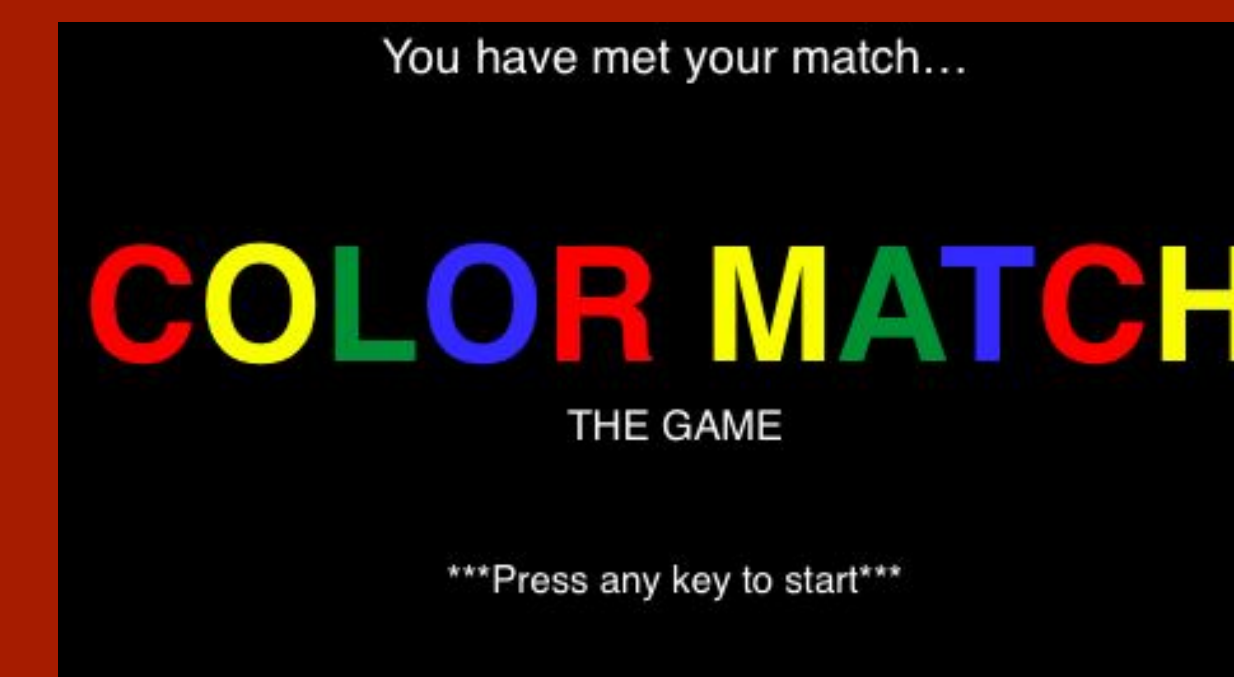 You have met your match...
COLOR MATCH
THE GAME
***Press any key to start***